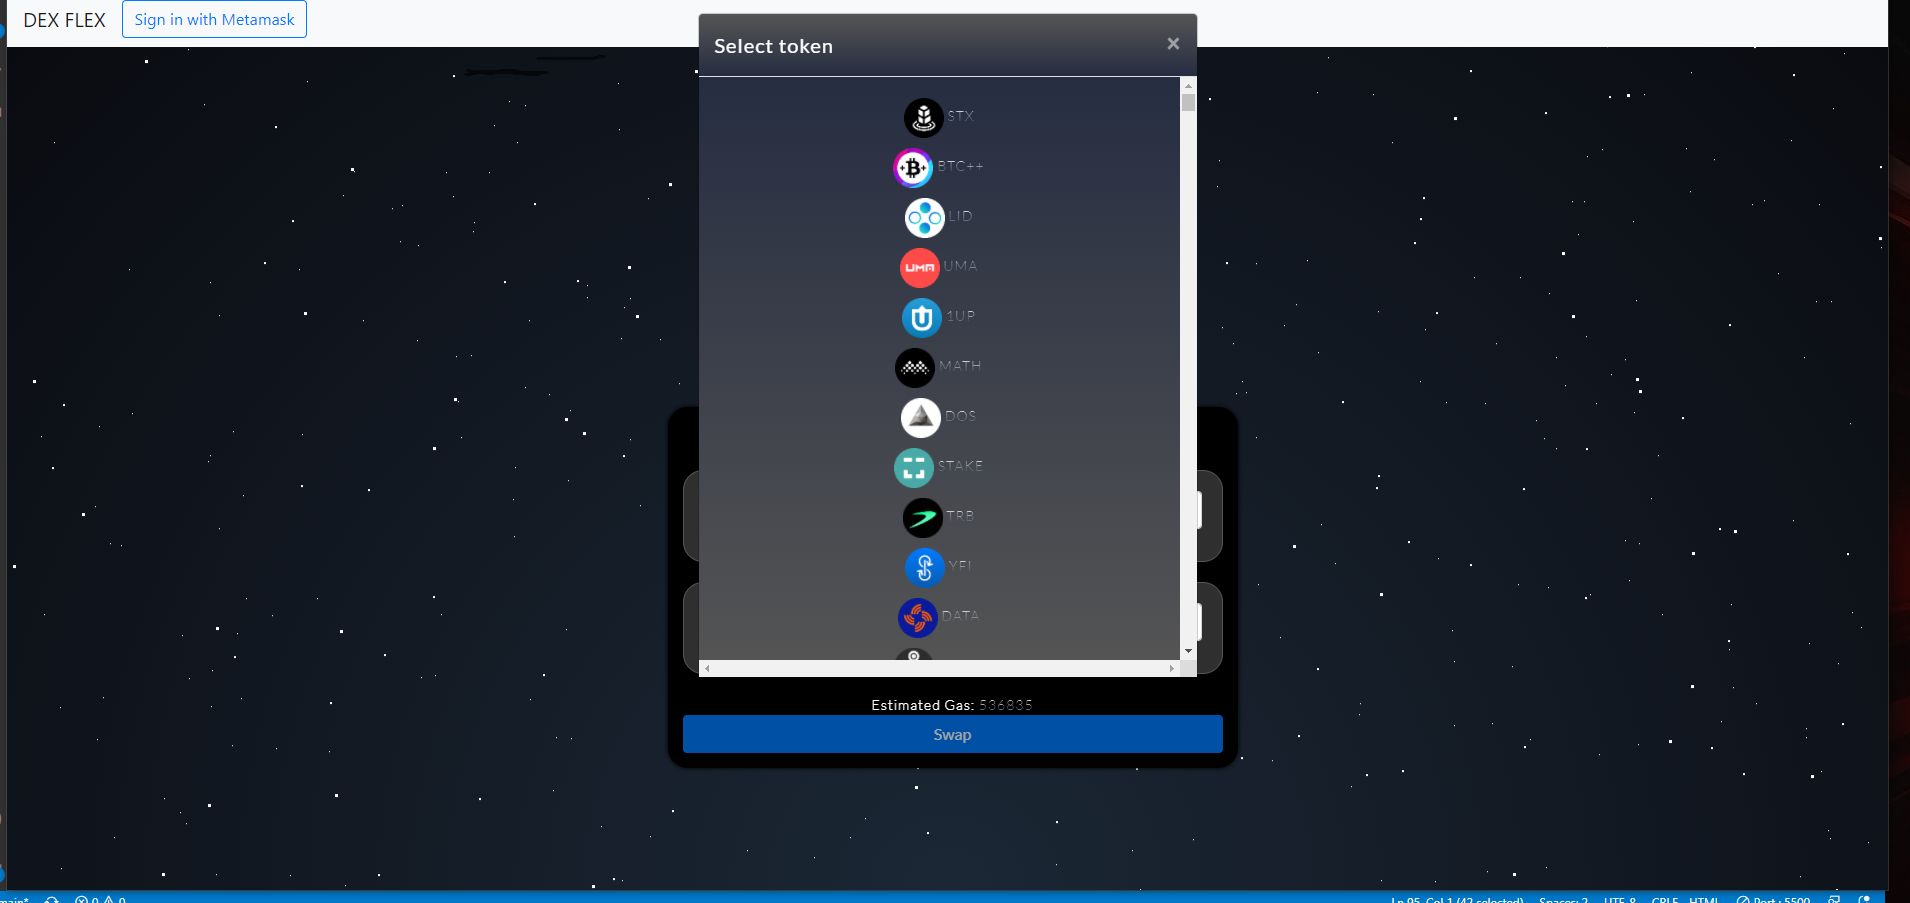 DEX FLEX
Sign in with Metamask
Select token
×
STX
BTC++
LID
UMA
UMA
1UP
MATH
DOS
STAKE
TRB
YFI
DATA
Estimated Gas: 536835
Swap
main* 0 0 Ln 95, Col 1 (42 selected) Spaces: 2 UTF-8 CRLF HTML Port : 5500